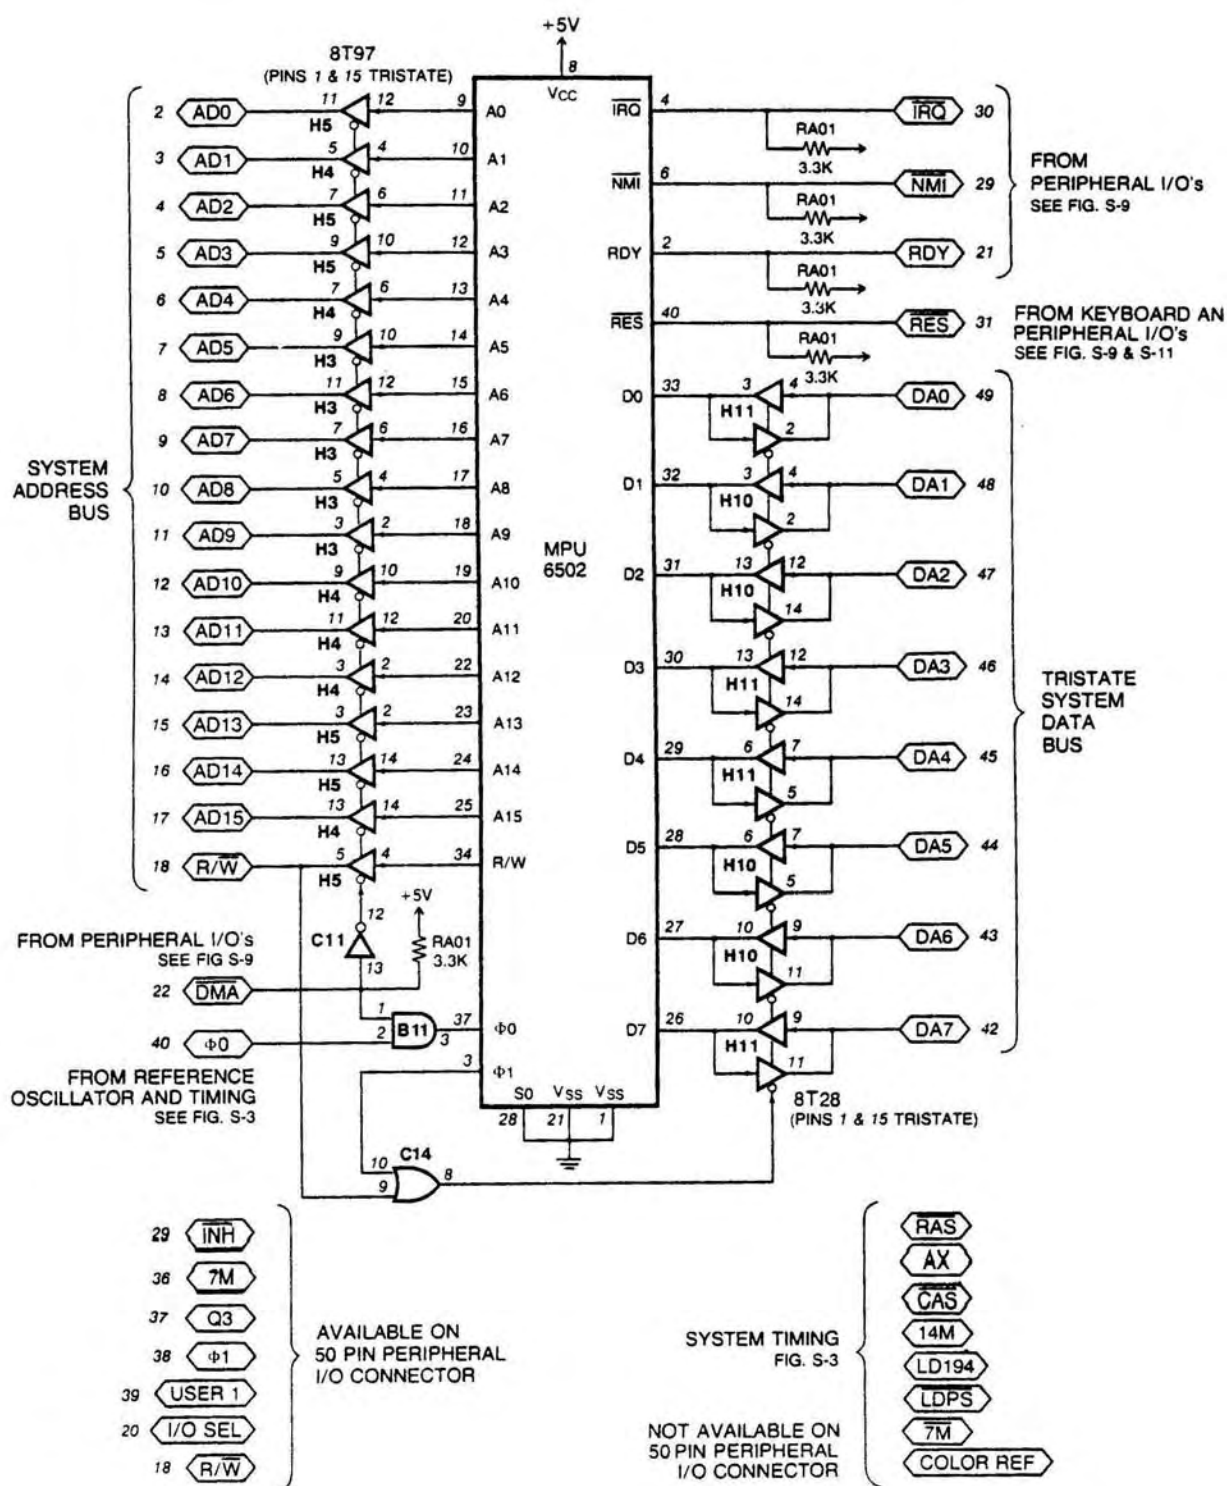 +5V
8
8T97
(PINS 1 & 15 TRISTATE)
VCC
2 AD0 11 H5 12 9 A0
3 AD1 5 H4 4 10 A1
4 AD2 7 H5 6 11 A2
5 AD3 9 H5 10 12 A3
6 AD4 7 H4 6 13 A4
7 AD5 9 H3 10 14 A5
8 AD6 11 H3 12 15 A6
9 AD7 7 H3 6 16 A7
10 AD8 5 H3 4 17 A8
11 AD9 3 H3 2 18 A9
12 AD10 9 H4 10 19 A10
13 AD11 11 H4 12 20 A11
14 AD12 3 H4 2 22 A12
15 AD13 3 H5 2 23 A13
16 AD14 13 H5 14 24 A14
17 AD15 13 H4 14 25 A15
18 R/W 5 H5 4 34 R/W
SYSTEM
ADDRESS
BUS
MPU
6502
IRQ 4 RA01 3.3K IRQ 30
NMI 6 RA01 3.3K NMI 29
RDY 2 RA01 3.3K RDY 21
RES 40 RA01 3.3K RES 31
FROM
PERIPHERAL I/O's
SEE FIG. S-9
FROM KEYBOARD AN
PERIPHERAL I/O's
SEE FIG. S-9 & S-11
D0 33 3 H11 4 2 DA0 49
D1 32 3 H10 4 2 DA1 48
D2 31 13 H10 12 14 DA2 47
D3 30 13 H11 12 14 DA3 46
D4 29 6 H11 7 5 DA4 45
D5 28 6 H10 7 5 DA5 44
D6 27 10 H10 9 11 DA6 43
D7 26 10 H11 9 11 DA7 42
TRISTATE
SYSTEM
DATA
BUS
8T28
(PINS 1 & 15 TRISTATE)
+5V
RA01
3.3K
12
C11
13
FROM PERIPHERAL I/O's
SEE FIG S-9
22 DMA
1
2 B11 3 37 Φ0
40 Φ0
3 Φ1
FROM REFERENCE
OSCILLATOR AND TIMING
SEE FIG. S-3
S0 VSS VSS
28 21 1
C14
10
9
8
29 INH
36 7M
37 Q3
38 Φ1
39 USER 1
20 I/O SEL
18 R/W
AVAILABLE ON
50 PIN PERIPHERAL
I/O CONNECTOR
SYSTEM TIMING
FIG. S-3
NOT AVAILABLE ON
50 PIN PERIPHERAL
I/O CONNECTOR
RAS
AX
CAS
14M
LD194
LDPS
7M
COLOR REF